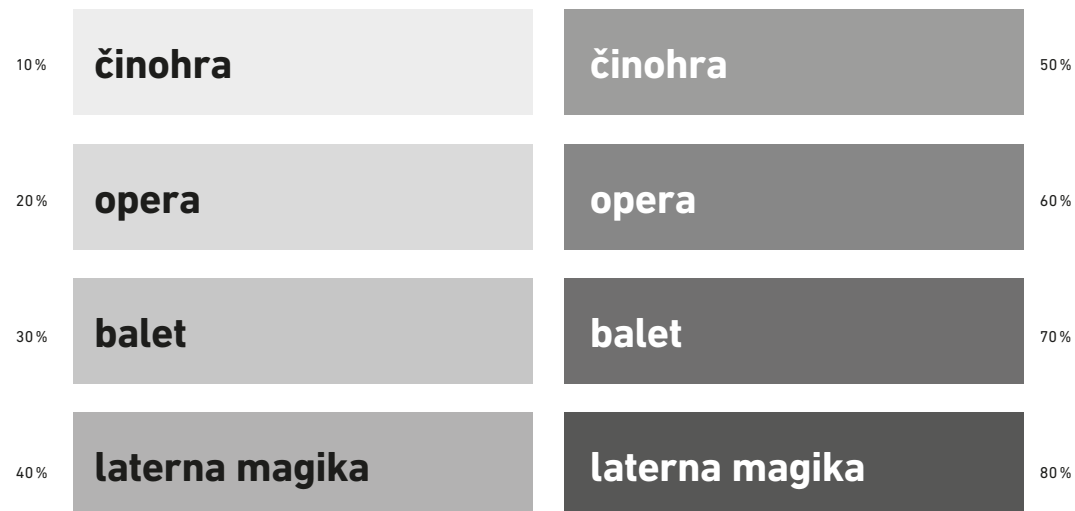 10 % činohra činohra 50 %
20 % opera opera 60 %
30 % balet balet 70 %
40 % laterna magika laterna magika 80 %